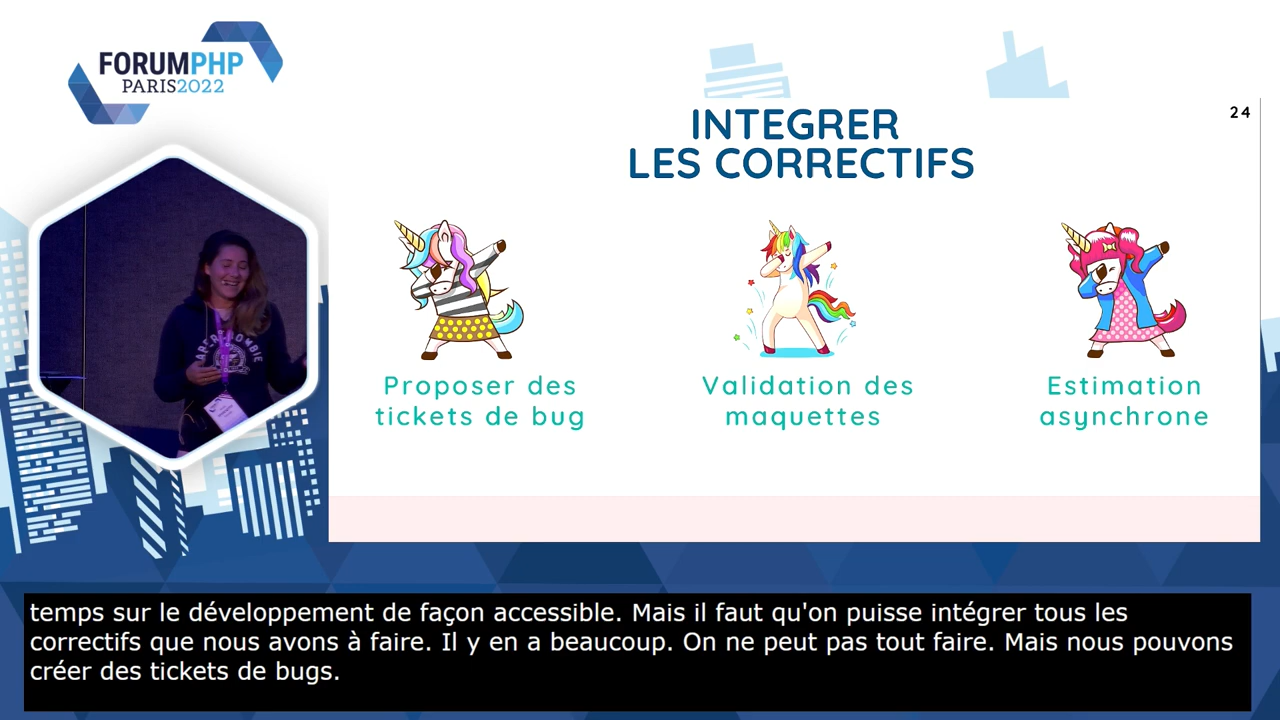 FORUMPHP
PARIS2022
24
INTEGRER
LES CORRECTIFS
Proposer des
tickets de bug
Validation des
maquettes
Estimation
asynchrone
temps sur le développement de façon accessible. Mais il faut qu'on puisse intégrer tous les
correctifs que nous avons à faire. Il y en a beaucoup. On ne peut pas tout faire. Mais nous pouvons
créer des tickets de bugs.